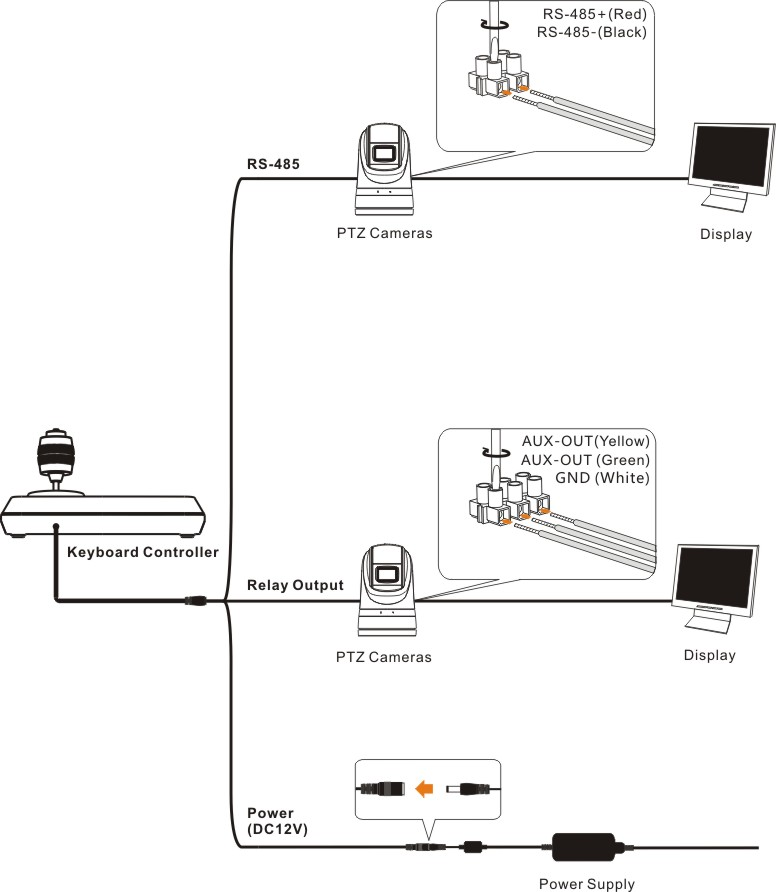 RS-485+(Red)
RS-485-(Black)
RS-485
PTZ Cameras
Display
AUX-OUT(Yellow)
AUX-OUT (Green)
GND (White)
Keyboard Controller
Relay Output
PTZ Cameras
Display
Power
(DC12V)
Power Supply